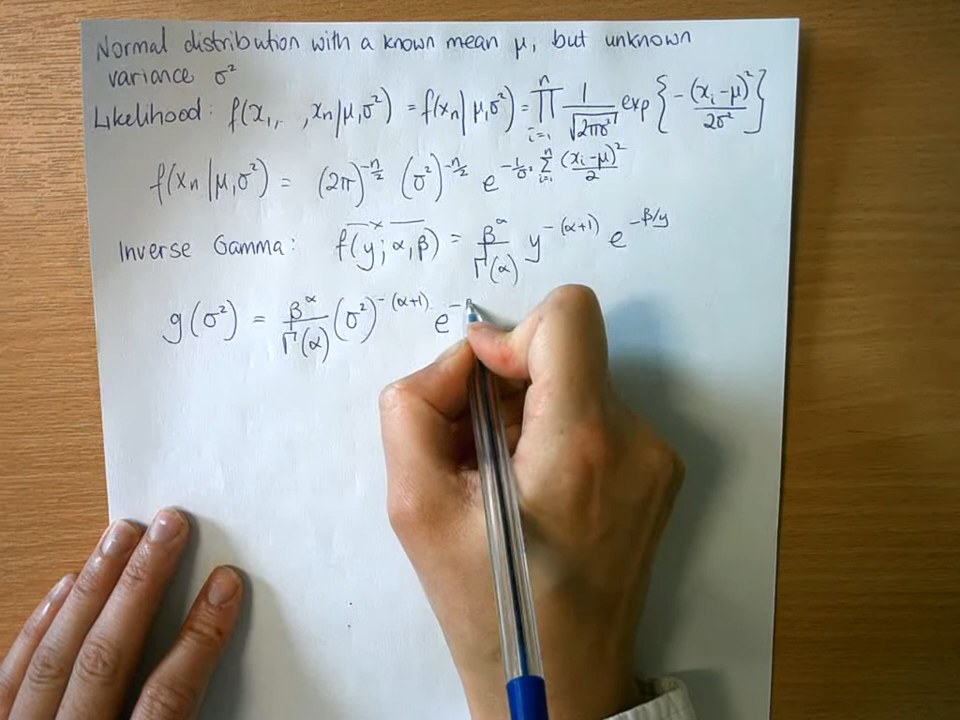 Normal distribution with a known mean μ, but unknown
variance σ²
Likelihood: f(x₁, , xₙ|μ,σ²) = f(xₙ|μ,σ²) = ∏ᵢ₌₁ⁿ 1/√(2πσ²) exp{-(xᵢ-μ)²/2σ²}
f(xₙ|μ,σ²) = (2π)^(-n/2) (σ²)^(-n/2) e^(-1/σ² ∑ᵢ₌₁ⁿ (xᵢ-μ)²/2)
Inverse Gamma: f(y;α,β) = β^α/Γ(α) y^(-(α+1)) e^(-β/y)
g(σ²) = β^α/Γ(α) (σ²)^(-(α+1)) e^-